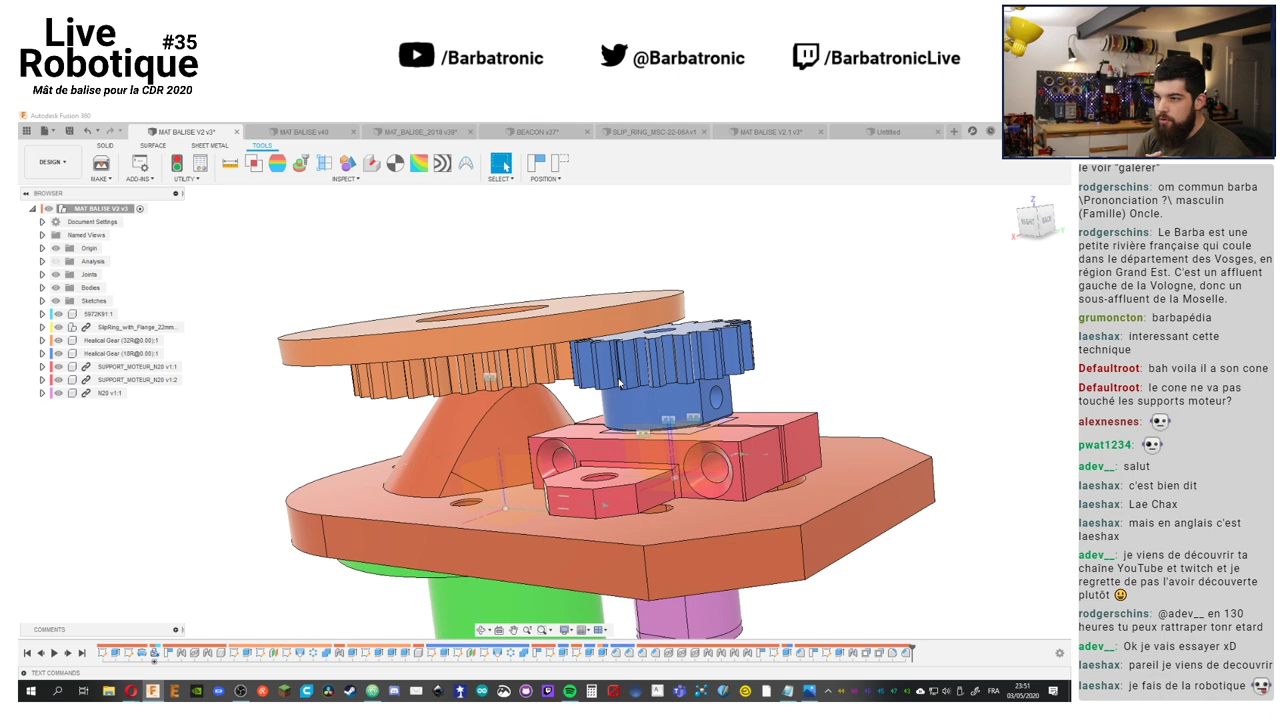 Live
Robotique #35
Mât de balise pour la CDR 2020
/Barbatronic
@Barbatronic
/BarbatronicLive
Autodesk Fusion 360
MAT BALISE V2 v3*
MAT BALISE v40
MAT_BALISE_2018 v39*
BEACON v37*
SLIP_RING_MSC-22-06A v1
MAT BALISE V2.1 v3*
Untitled
SOLID
SURFACE
SHEET METAL
TOOLS
DESIGN
MAKE
ADD-INS
UTILITY
INSPECT
SELECT
POSITION
BROWSER
MAT BALISE V2 v3
Document Settings
Named Views
Origin
Analysis
Joints
Bodies
Sketches
5972K91:1
SlipRing_with_Flange_22mm...
Healical Gear (32R@0.00):1
Healical Gear (18R@0.00):1
SUPPORT_MOTEUR_N20 v1:1
SUPPORT_MOTEUR_N20 v1:2
N20 v1:1
Z
RIGHT
BACK
X
Y
COMMENTS
TEXT COMMANDS
FRA
23:51
03/05/2020
le voir "galérer"
rodgerschins: om commun barba
\Prononciation ?\ masculin
(Famille) Oncle.
rodgerschins: Le Barba est une
petite rivière française qui coule
dans le département des Vosges, en
région Grand Est. C'est un affluent
gauche de la Vologne, donc un
sous-affluent de la Moselle.
grumoncton: barbapédia
laeshax: interessant cette
technique
Defaultroot: bah voila il a son cone
Defaultroot: le cone ne va pas
touché les supports moteur?
alexnesnes:
pwat1234:
adev__: salut
laeshax: c'est bien dit
laeshax: Lae Chax
laeshax: mais en anglais c'est
laeshax
adev__: je viens de découvrir ta
chaîne YouTube et twitch et je
regrette de pas l'avoir découverte
plutôt
rodgerschins: @adev__ en 130
heures tu peux rattraper tonr etard
adev__: Ok je vais essayer xD
laeshax: pareil je viens de decouvrir
laeshax: je fais de la robotique